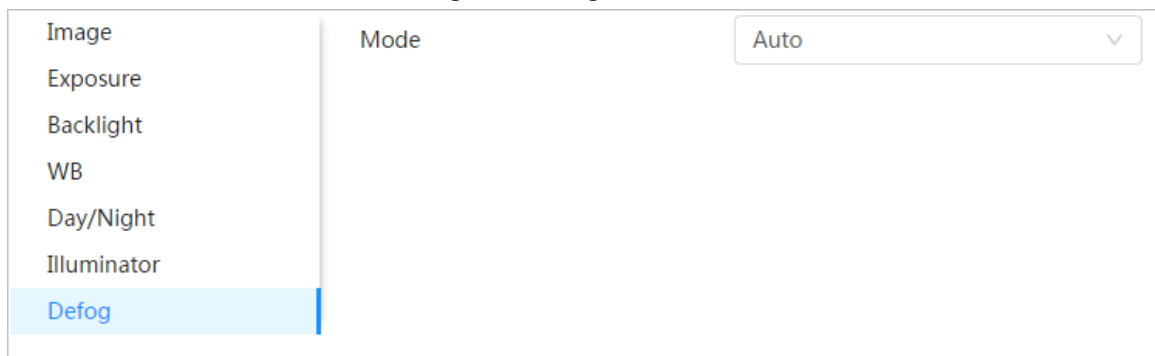 Image
Mode
Auto
Exposure
Backlight
WB
Day/Night
Illuminator
Defog